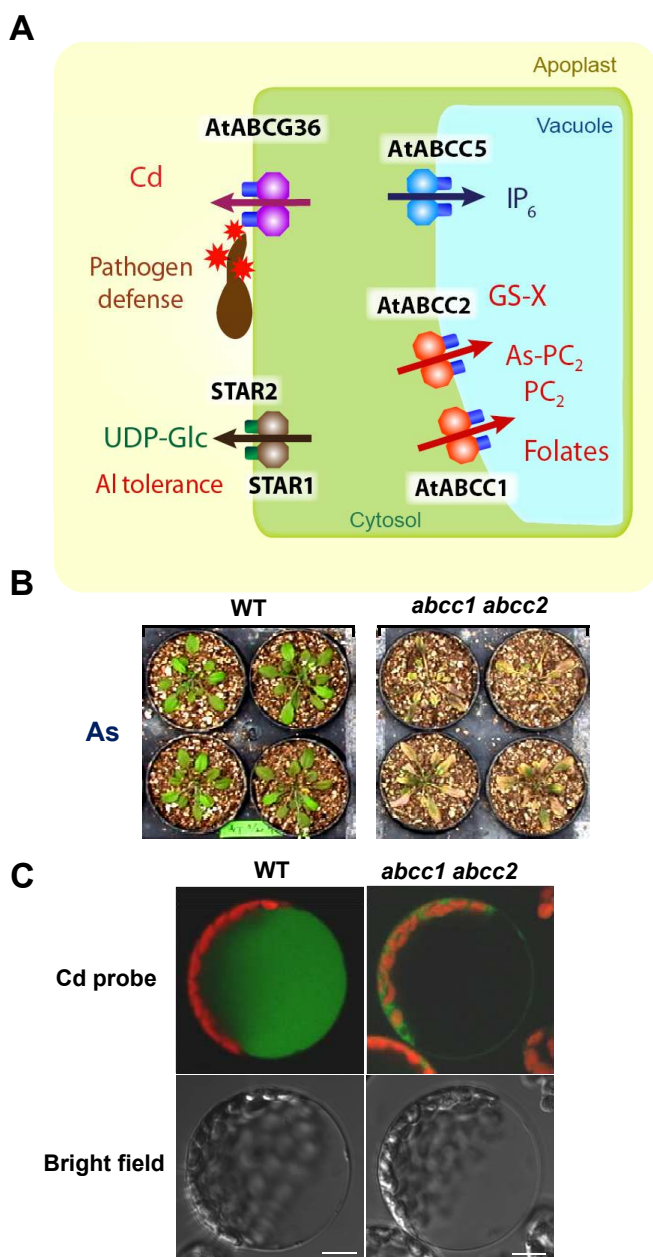 A
Apoplast
Vacuole
AtABCG36
AtABCC5
Cd
IP6
Pathogen
defense
AtABCC2
GS-X
As-PC2
PC2
STAR2
UDP-Glc
Folates
Al tolerance
STAR1
AtABCC1
Cytosol
B
WT
abcc1 abcc2
As
C
WT
abcc1 abcc2
Cd probe
Bright field